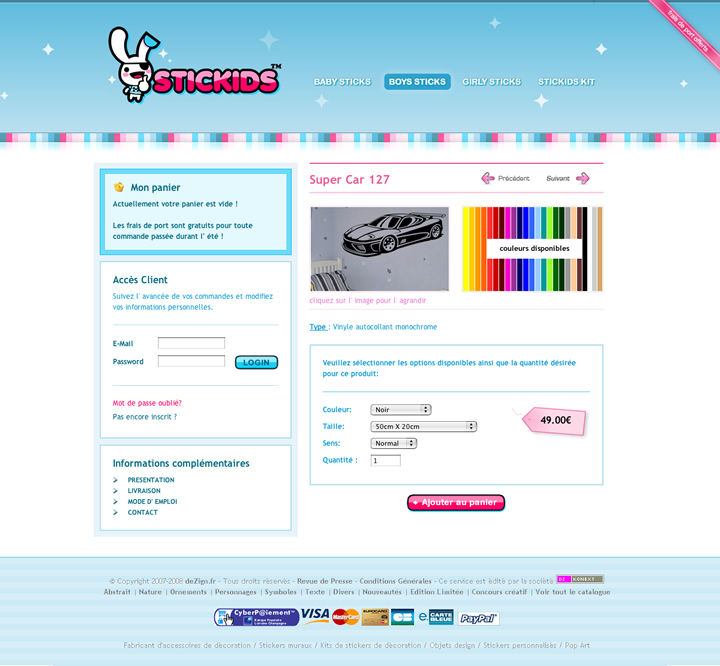 frais de port offerts
STICKIDS™
BABY STICKS BOYS STICKS GIRLY STICKS STICKIDS KIT
Mon panier
Actuellement votre panier est vide !
Les frais de port sont gratuits pour toute
commande passée durant l' été !
Accès Client
Suivez l' avancée de vos commandes et modifiez
vos informations personnelles.
E-Mail
Password LOGIN
Mot de passe oublié?
Pas encore inscrit ?
Informations complémentaires
PRESENTATION
LIVRAISON
MODE D' EMPLOI
CONTACT
Super Car 127 Précédent Suivant
couleurs disponibles
cliquez sur l' image pour l' agrandir
Type : Vinyle autocollant monochrome
Veuillez sélectionner les options disponibles ainsi que la quantité désirée
pour ce produit:
Couleur: Noir
Taille: 50cm X 20cm
Sens: Normal
Quantité : 1
49.00€
Ajouter au panier
© Copyright 2007-2008 deZign.fr - Tous droits réservés - Revue de Presse - Conditions Générales - Ce service est édité par la société
Abstrait | Nature | Ornements | Personnages | Symboles | Texte | Divers | Nouveautés | Edition Limitée | Concours créatif | Voir tout le catalogue
CyberP@iement™ VISA MasterCard EUROCARD CB e-CARTE BLEUE PayPal
Fabricant d'accessoires de décoration / Stickers muraux / Kits de stickers de décoration / Objets design / Stickers personnalisés / Pop Art